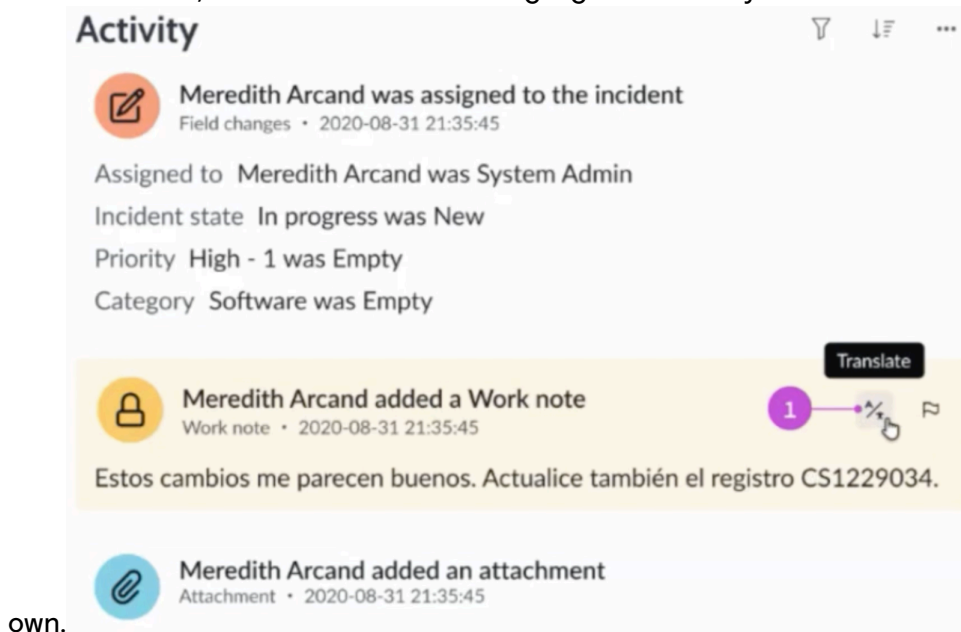 Activity
Meredith Arcand was assigned to the incident
Field changes • 2020-08-31 21:35:45
Assigned to Meredith Arcand was System Admin
Incident state In progress was New
Priority High - 1 was Empty
Category Software was Empty
Translate
Meredith Arcand added a Work note
1
Work note • 2020-08-31 21:35:45
Estos cambios me parecen buenos. Actualice también el registro CS1229034.
Meredith Arcand added an attachment
Attachment • 2020-08-31 21:35:45
own.